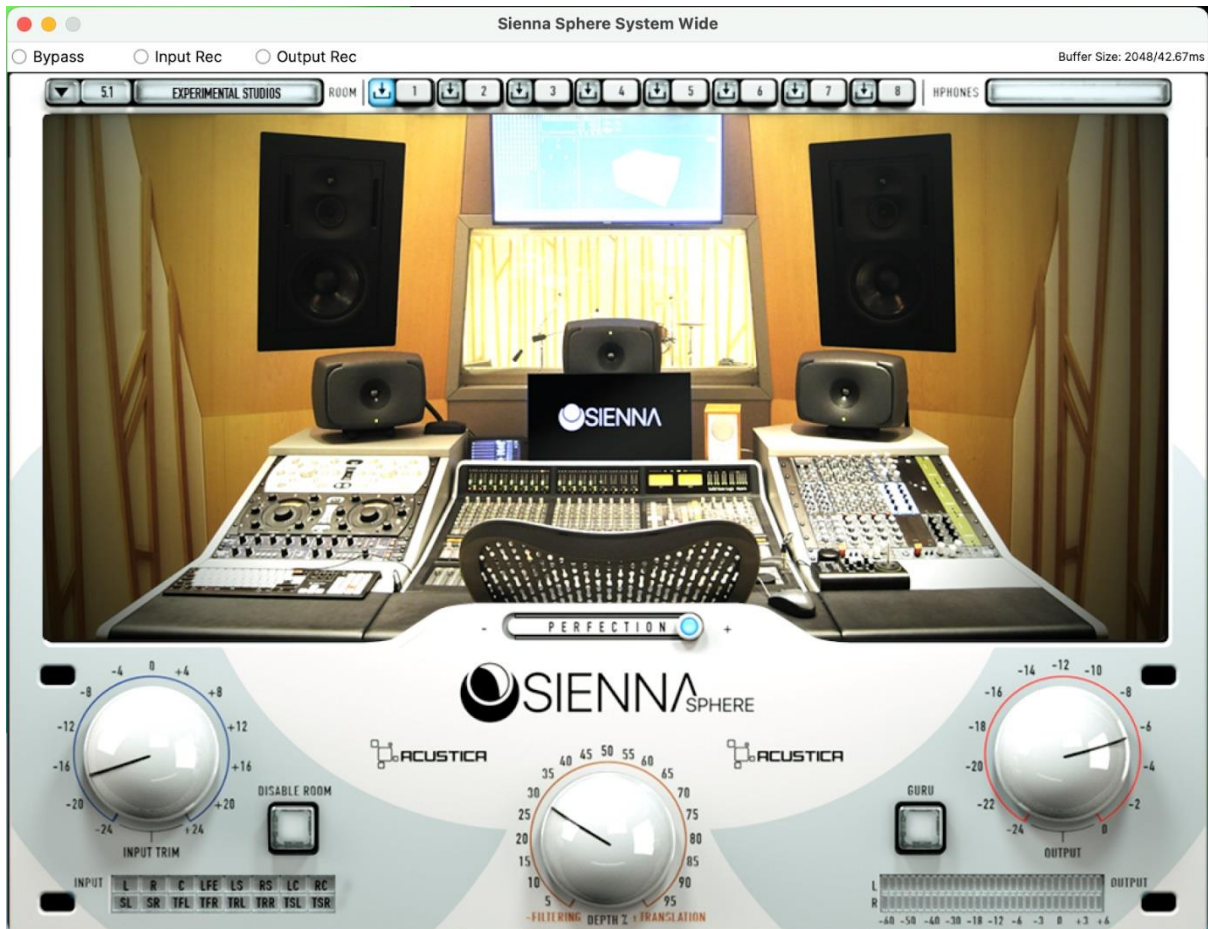 Sienna Sphere System Wide
Bypass Input Rec Output Rec Buffer Size: 2048/42.67ms
5.1 EXPERIMENTAL STUDIOS ROOM 1 2 3 4 5 6 7 8 HPHONES
SIENNA
- PERFECTION +
SIENNA SPHERE
ACUSTICA ACUSTICA
-24 -20 -16 -12 -8 -4 0 +4 +8 +12 +16 +20 +24
INPUT TRIM
DISABLE ROOM
5 10 15 20 25 30 35 40 45 50 55 60 65 70 75 80 85 90 95
-FILTERING DEPTH % +TRANSLATION
GURU
-24 -22 -20 -18 -16 -14 -12 -10 -8 -6 -4 -2 0
OUTPUT
INPUT L R C LFE LS RS LC RC
SL SR TFL TFR TRL TRR TSL TSR
L OUTPUT
R
-60 -50 -40 -30 -18 -12 -6 -3 0 +3 +6